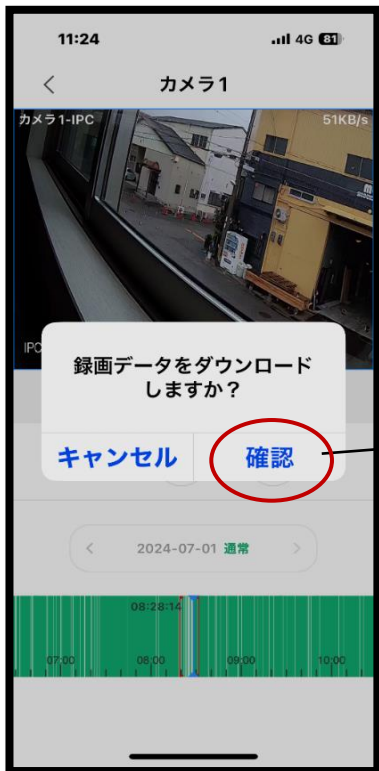 11:24
4G 81
カメラ1
カメラ1-IPC
51KB/s
IPC
録画データをダウンロード
しますか？
キャンセル
確認
2024-07-01 通常
08:28:14
07:00
08:00
09:00
10:00